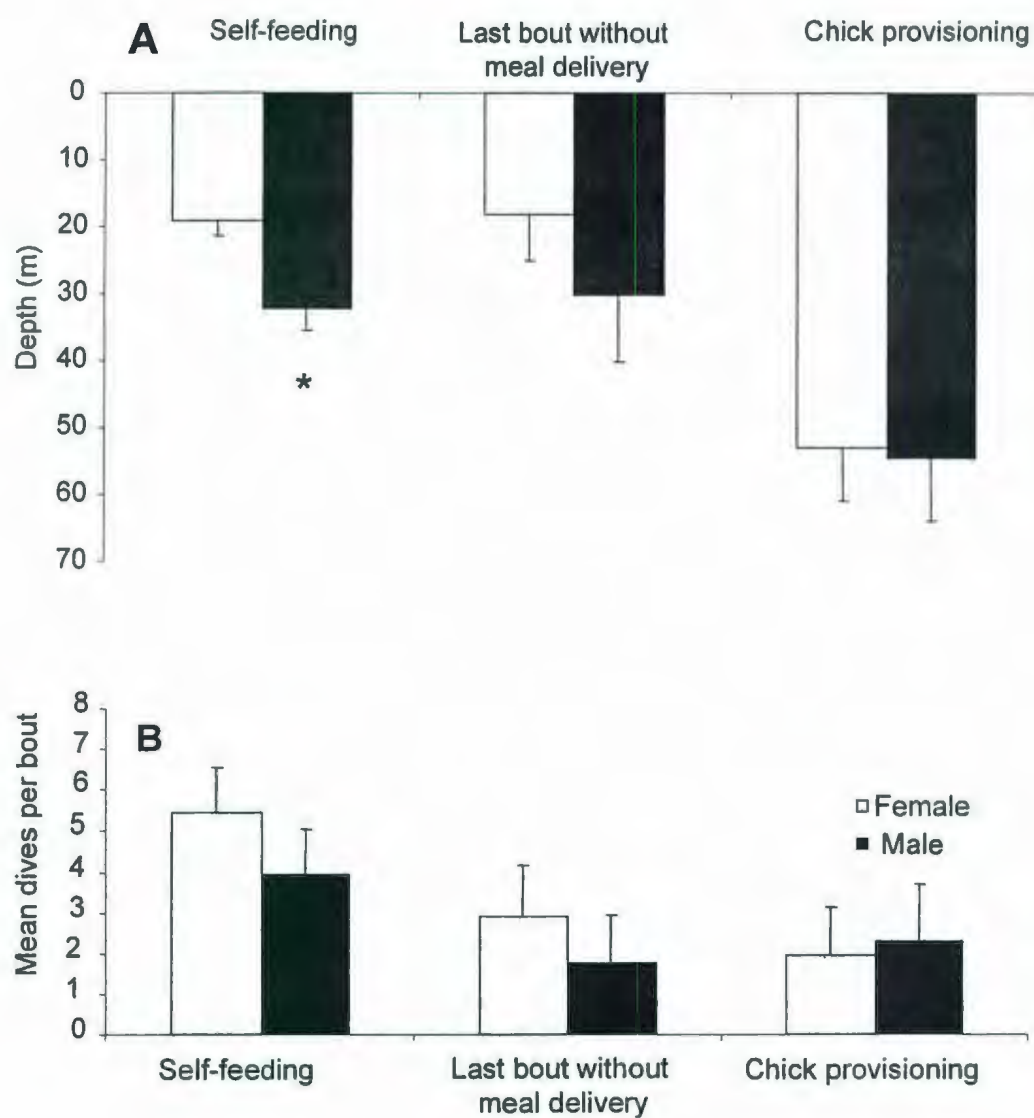 A
Self-feeding
Last bout without
meal delivery
Chick provisioning
0
10
20
30
40
50
60
70
Depth (m)
*
B
8
7
6
5
4
3
2
1
0
Mean dives per bout
Female
Male
Self-feeding
Last bout without
meal delivery
Chick provisioning